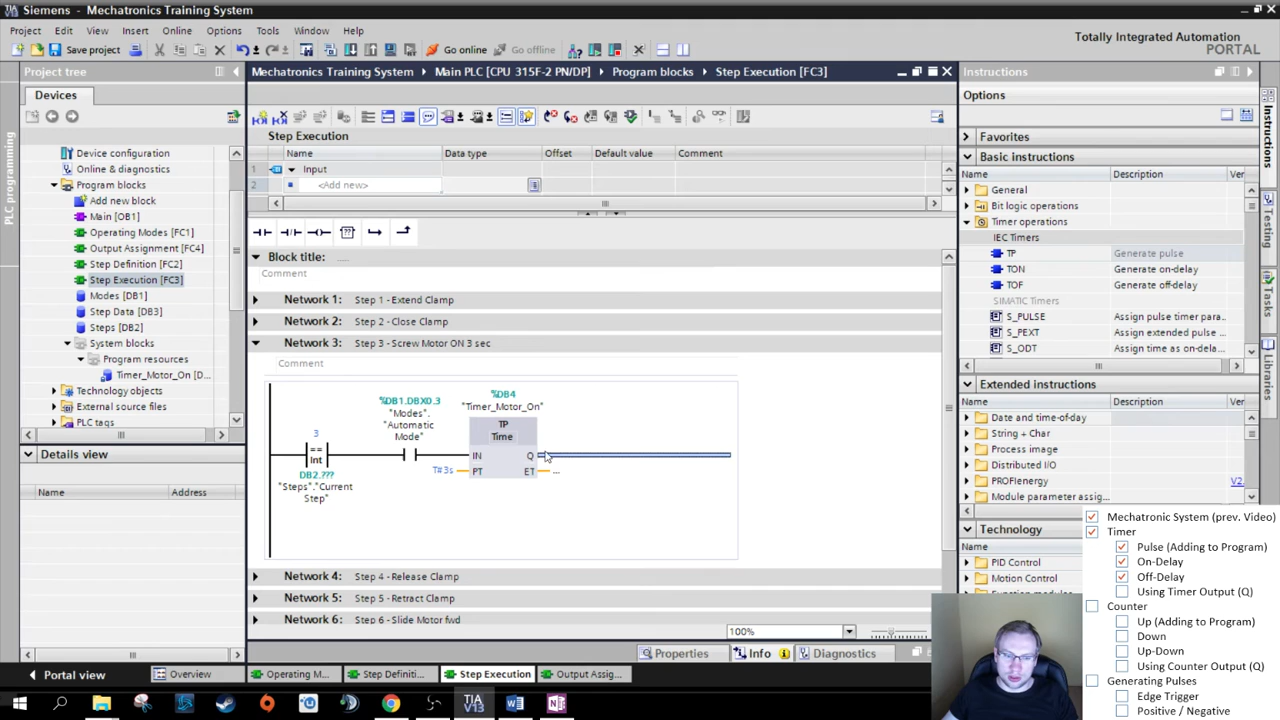 Siemens - Mechatronics Training System
Project Edit View Insert Online Options Tools Window Help
Totally Integrated Automation
PORTAL
Save project
Go online
Go offline
Project tree
Mechatronics Training System
Main PLC [CPU 315F-2 PN/DP]
Program blocks
Step Execution [FC3]
Instructions
Devices
Options
PLC programming
Device configuration
Online & diagnostics
Program blocks
Add new block
Main [OB1]
Operating Modes [FC1]
Output Assignment [FC4]
Step Definition [FC2]
Step Execution [FC3]
Modes [DB1]
Step Data [DB3]
Steps [DB2]
System blocks
Program resources
Timer_Motor_On [D...
Technology objects
External source files
PLC tags
Details view
Name Address
Step Execution
Name Data type Offset Default value Comment
1 Input
2 <Add new>
Block title: .....
Comment
Network 1: Step 1 - Extend Clamp
Network 2: Step 2 - Close Clamp
Network 3: Step 3 - Screw Motor ON 3 sec
Comment
%DB4
"Timer_Motor_On"
%DB1.DBX0.3
"Modes".
"Automatic
Mode"
TP
Time
3
==
Int
IN Q
T#3s PT ET ...
DB2.???
"Steps"."Current
Step"
Network 4: Step 4 - Release Clamp
Network 5: Step 5 - Retract Clamp
Network 6: Step 6 - Slide Motor fwd
100%
Properties
Info
Diagnostics
Favorites
Basic instructions
Name Description Ver
General
Bit logic operations
Timer operations
IEC Timers
TP Generate pulse
TON Generate on-delay
TOF Generate off-delay
SIMATIC Timers
S_PULSE Assign pulse timer para...
S_PEXT Assign extended pulse
S_ODT Assign time as on-dela
Extended instructions
Name Description Ver
Date and time-of-day
String + Char
Process image
Distributed I/O
PROFIenergy V2.
Module parameter assig...
Technology
Name
PID Control
Motion Control
Instructions
Testing
Tasks
Libraries
Mechatronic System (prev. Video)
Timer
Pulse (Adding to Program)
On-Delay
Off-Delay
Using Timer Output (Q)
Counter
Up (Adding to Program)
Down
Up-Down
Using Counter Output (Q)
Generating Pulses
Edge Trigger
Positive / Negative
Portal view
Overview
Operating M...
Step Definiti...
Step Execution
Output Assig...
TIA
V13